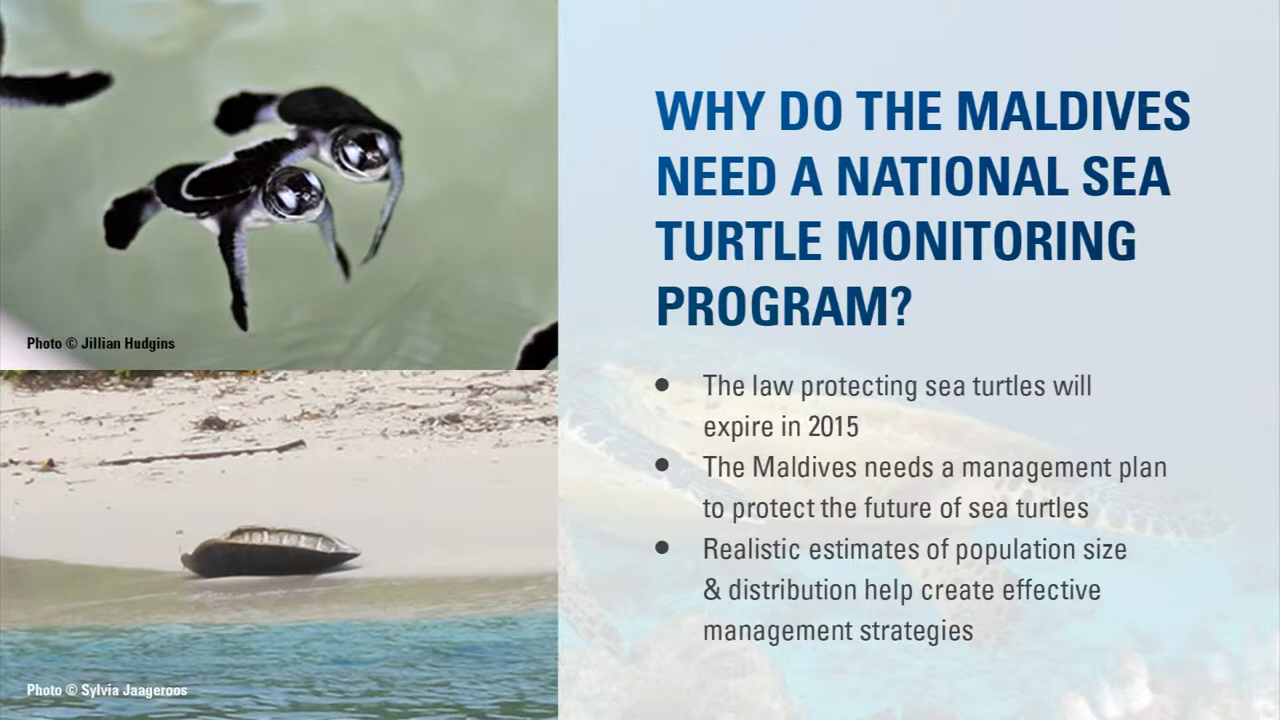 WHY DO THE MALDIVES
NEED A NATIONAL SEA
TURTLE MONITORING
PROGRAM?
Photo © Jillian Hudgins
● The law protecting sea turtles will
expire in 2015
● The Maldives needs a management plan
to protect the future of sea turtles
● Realistic estimates of population size
& distribution help create effective
management strategies
Photo © Sylvia Jaageroos